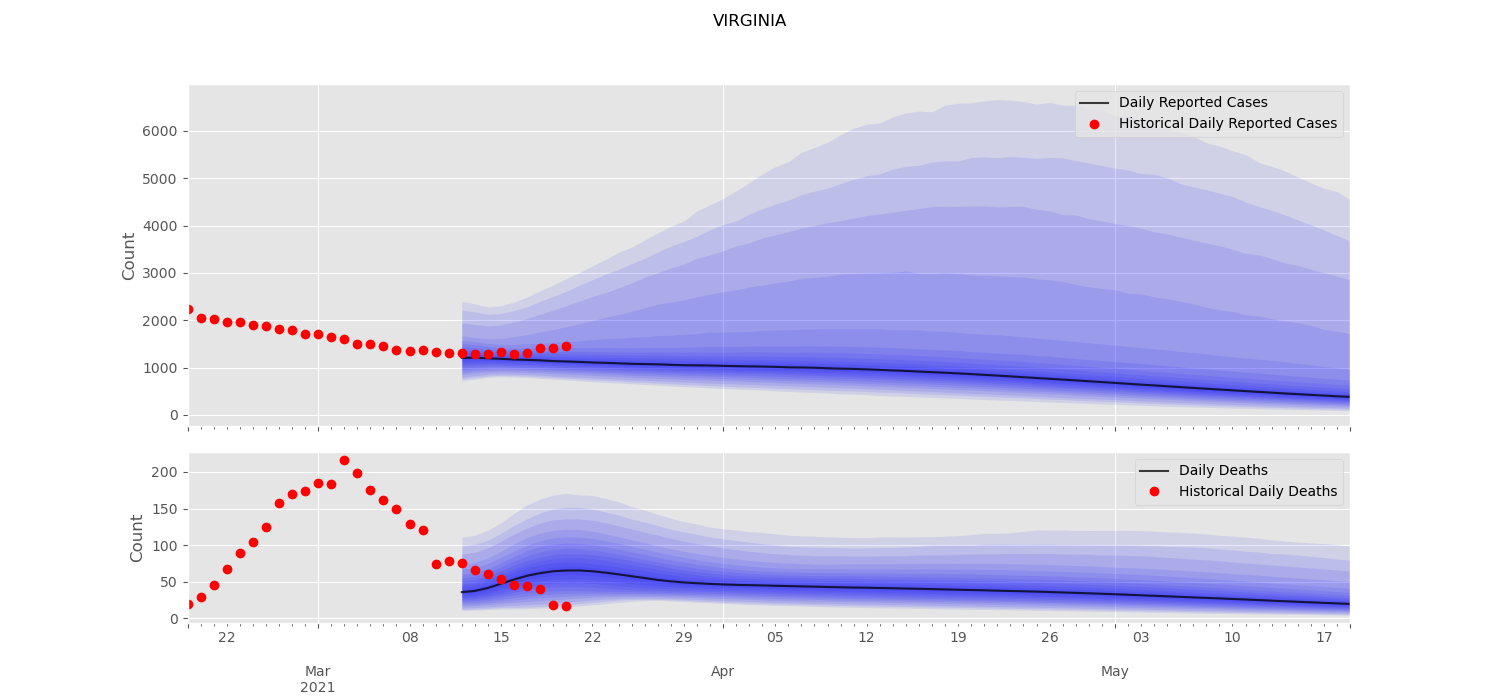 VIRGINIA
Daily Reported Cases
Historical Daily Reported Cases
Count
6000
5000
4000
3000
2000
1000
0
Daily Deaths
Historical Daily Deaths
Count
200
150
100
50
0
22 08 15 22 29 05 12 19 26 03 10 17
Mar Apr May
2021